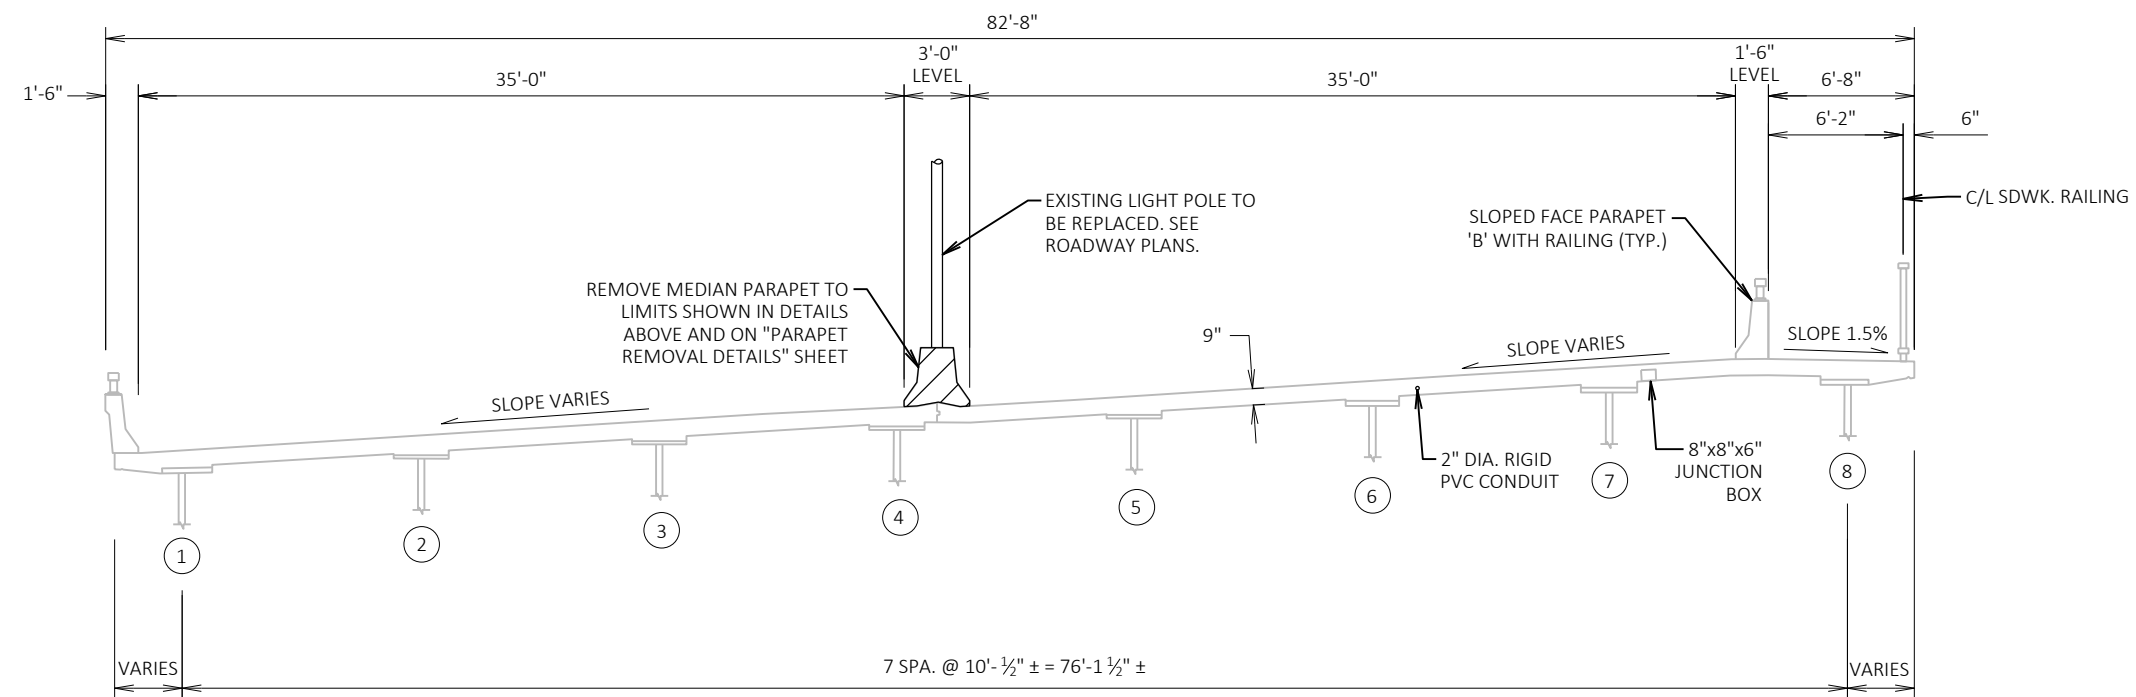 82'-8"
3'-0"
LEVEL
1'-6"
LEVEL
1'-6"
35'-0"
35'-0"
6'-8"
6'-2"
6"
EXISTING LIGHT POLE TO
BE REPLACED. SEE
ROADWAY PLANS.
SLOPED FACE PARAPET
'B' WITH RAILING (TYP.)
C/L SDWK. RAILING
REMOVE MEDIAN PARAPET TO
LIMITS SHOWN IN DETAILS
ABOVE AND ON "PARAPET
REMOVAL DETAILS" SHEET
9"
SLOPE VARIES
SLOPE 1.5%
SLOPE VARIES
2" DIA. RIGID
PVC CONDUIT
8"x8"x6"
JUNCTION
BOX
1
2
3
4
5
6
7
8
VARIES
7 SPA. @ 10'- ½" ± = 76'-1 ½" ±
VARIES